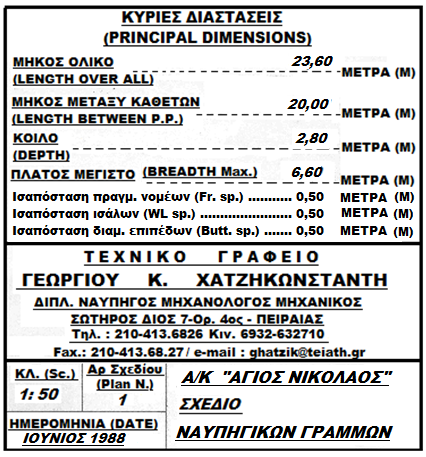 ΚΥΡΙΕΣ ΔΙΑΣΤΑΣΕΙΣ
(PRINCIPAL DIMENSIONS)
ΜΗΚΟΣ ΟΛΙΚΟ 23,60 ΜΕΤΡΑ (Μ)
(LENGTH OVER ALL)
ΜΗΚΟΣ ΜΕΤΑΞΥ ΚΑΘΕΤΩΝ 20,00 ΜΕΤΡΑ (Μ)
(LENGTH BETWEEN P.P.)
ΚΟΙΛΟ 2,80 ΜΕΤΡΑ (Μ)
(DEPTH)
ΠΛΑΤΟΣ ΜΕΓΙΣΤΟ (BREADTH Max.) 6,60 ΜΕΤΡΑ (Μ)
Ισαπόσταση πραγμ. νομέων (Fr. sp.) ........... 0,50 ΜΕΤΡΑ (Μ)
Ισαπόσταση ισάλων (WL sp.) ....................... 0,50 ΜΕΤΡΑ (Μ)
Ισαπόσταση διαμ. επιπέδων (Butt. sp.) ....... 0,50 ΜΕΤΡΑ (Μ)
ΤΕΧΝΙΚΟ ΓΡΑΦΕΙΟ
ΓΕΩΡΓΙΟΥ Κ. ΧΑΤΖΗΚΩΝΣΤΑΝΤΗ
ΔΙΠΛ. ΝΑΥΠΗΓΟΣ ΜΗΧΑΝΟΛΟΓΟΣ ΜΗΧΑΝΙΚΟΣ
ΣΩΤΗΡΟΣ ΔΙΟΣ 7-Ορ. 4ος - ΠΕΙΡΑΙΑΣ
Τηλ. : 210-413.6826 Κιν. 6932-632710
Fax.: 210-413.68.27 / e-mail : ghatzik@teiath.gr
ΚΛ. (Sc.)
1: 50
Αρ Σχεδίου
(Plan N.)
1
ΗΜΕΡΟΜΗΝΙΑ (DATE)
ΙΟΥΝΙΟΣ 1988
Α/Κ "ΑΓΙΟΣ ΝΙΚΟΛΑΟΣ"
ΣΧΕΔΙΟ
ΝΑΥΠΗΓΙΚΩΝ ΓΡΑΜΜΩΝ